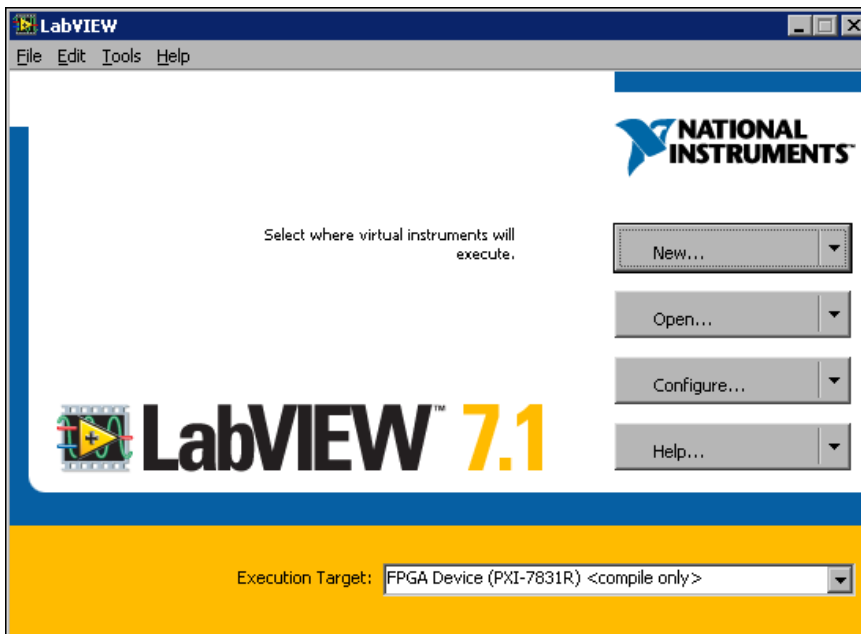 LabVIEW
File Edit Tools Help
NATIONAL
INSTRUMENTS™
Select where virtual instruments will
execute.
New...
Open...
Configure...
Help...
LabVIEW™ 7.1
Execution Target: FPGA Device (PXI-7831R) <compile only>